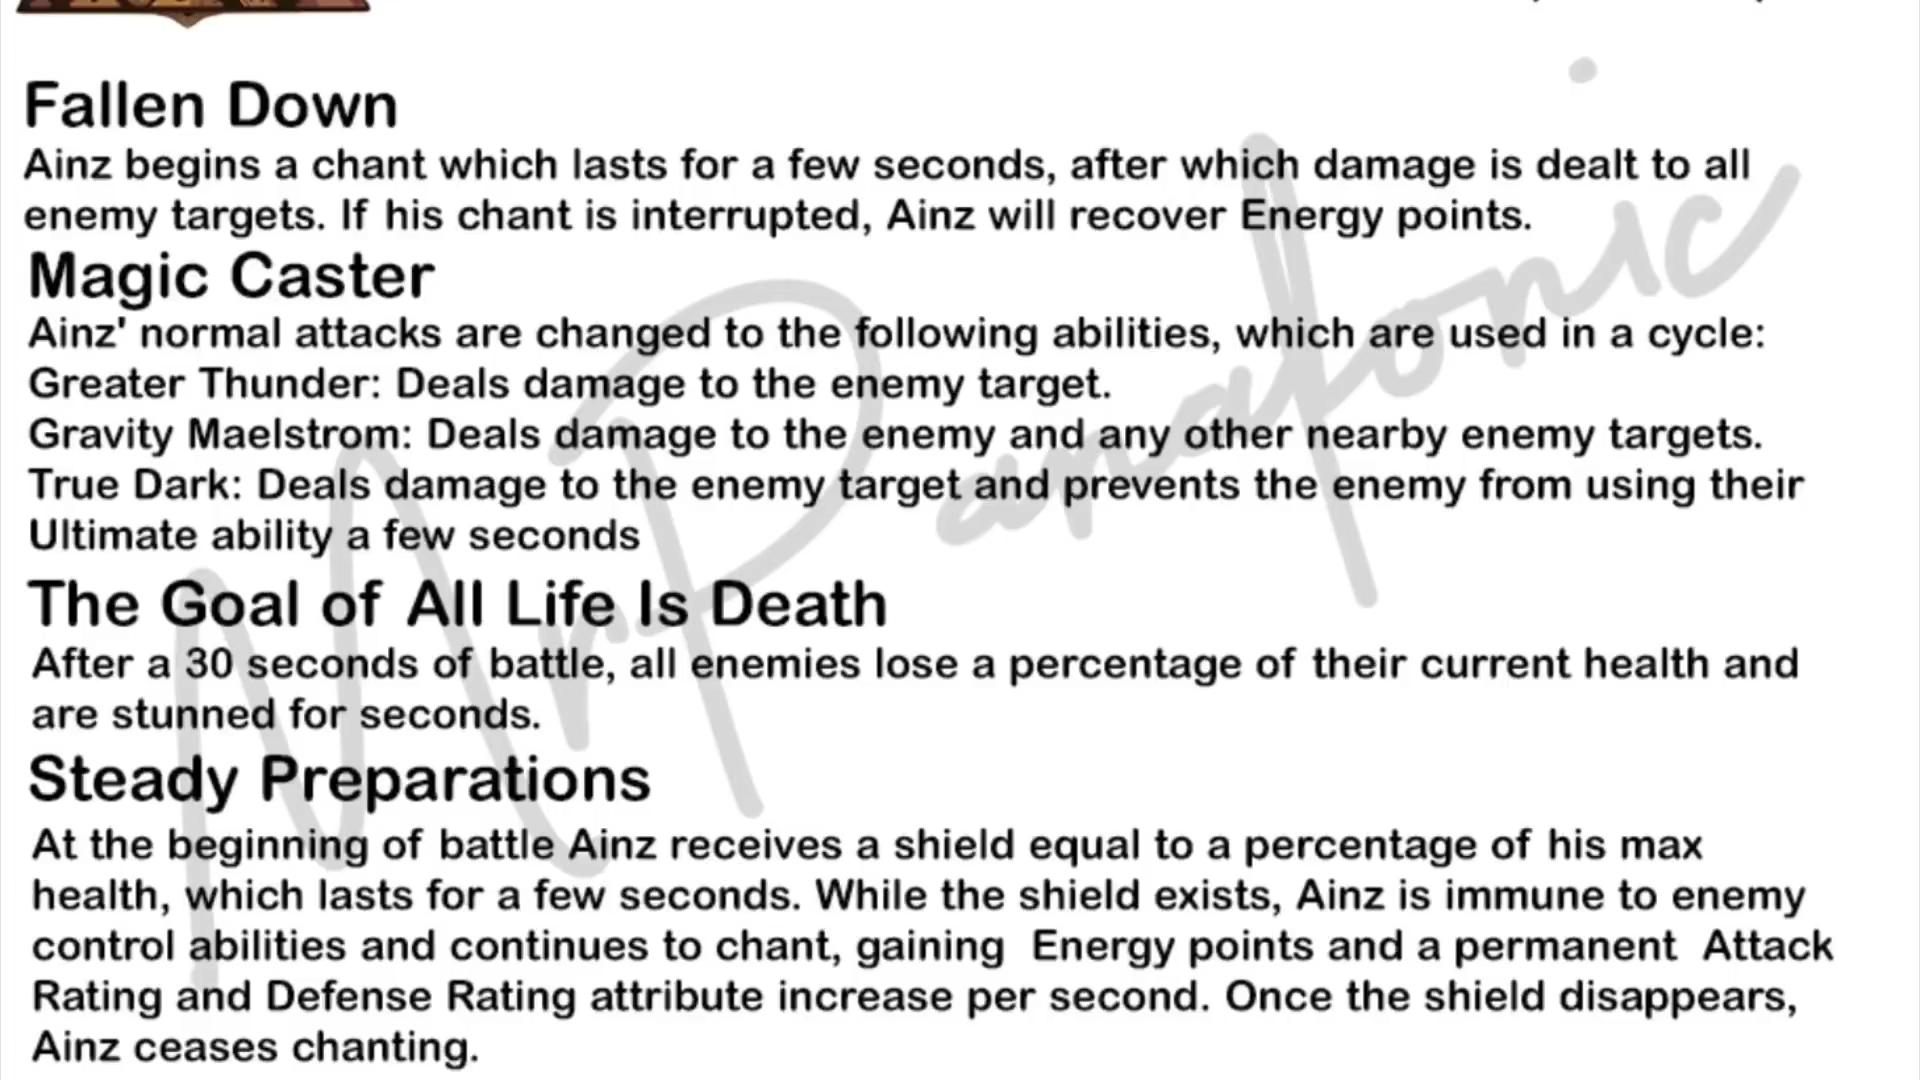 Fallen Down
Ainz begins a chant which lasts for a few seconds, after which damage is dealt to all
enemy targets. If his chant is interrupted, Ainz will recover Energy points.
Magic Caster
Ainz' normal attacks are changed to the following abilities, which are used in a cycle:
Greater Thunder: Deals damage to the enemy target.
Gravity Maelstrom: Deals damage to the enemy and any other nearby enemy targets.
True Dark: Deals damage to the enemy target and prevents the enemy from using their
Ultimate ability a few seconds
The Goal of All Life Is Death
After a 30 seconds of battle, all enemies lose a percentage of their current health and
are stunned for seconds.
Steady Preparations
At the beginning of battle Ainz receives a shield equal to a percentage of his max
health, which lasts for a few seconds. While the shield exists, Ainz is immune to enemy
control abilities and continues to chant, gaining  Energy points and a permanent  Attack
Rating and Defense Rating attribute increase per second. Once the shield disappears,
Ainz ceases chanting.
MrPanatonic